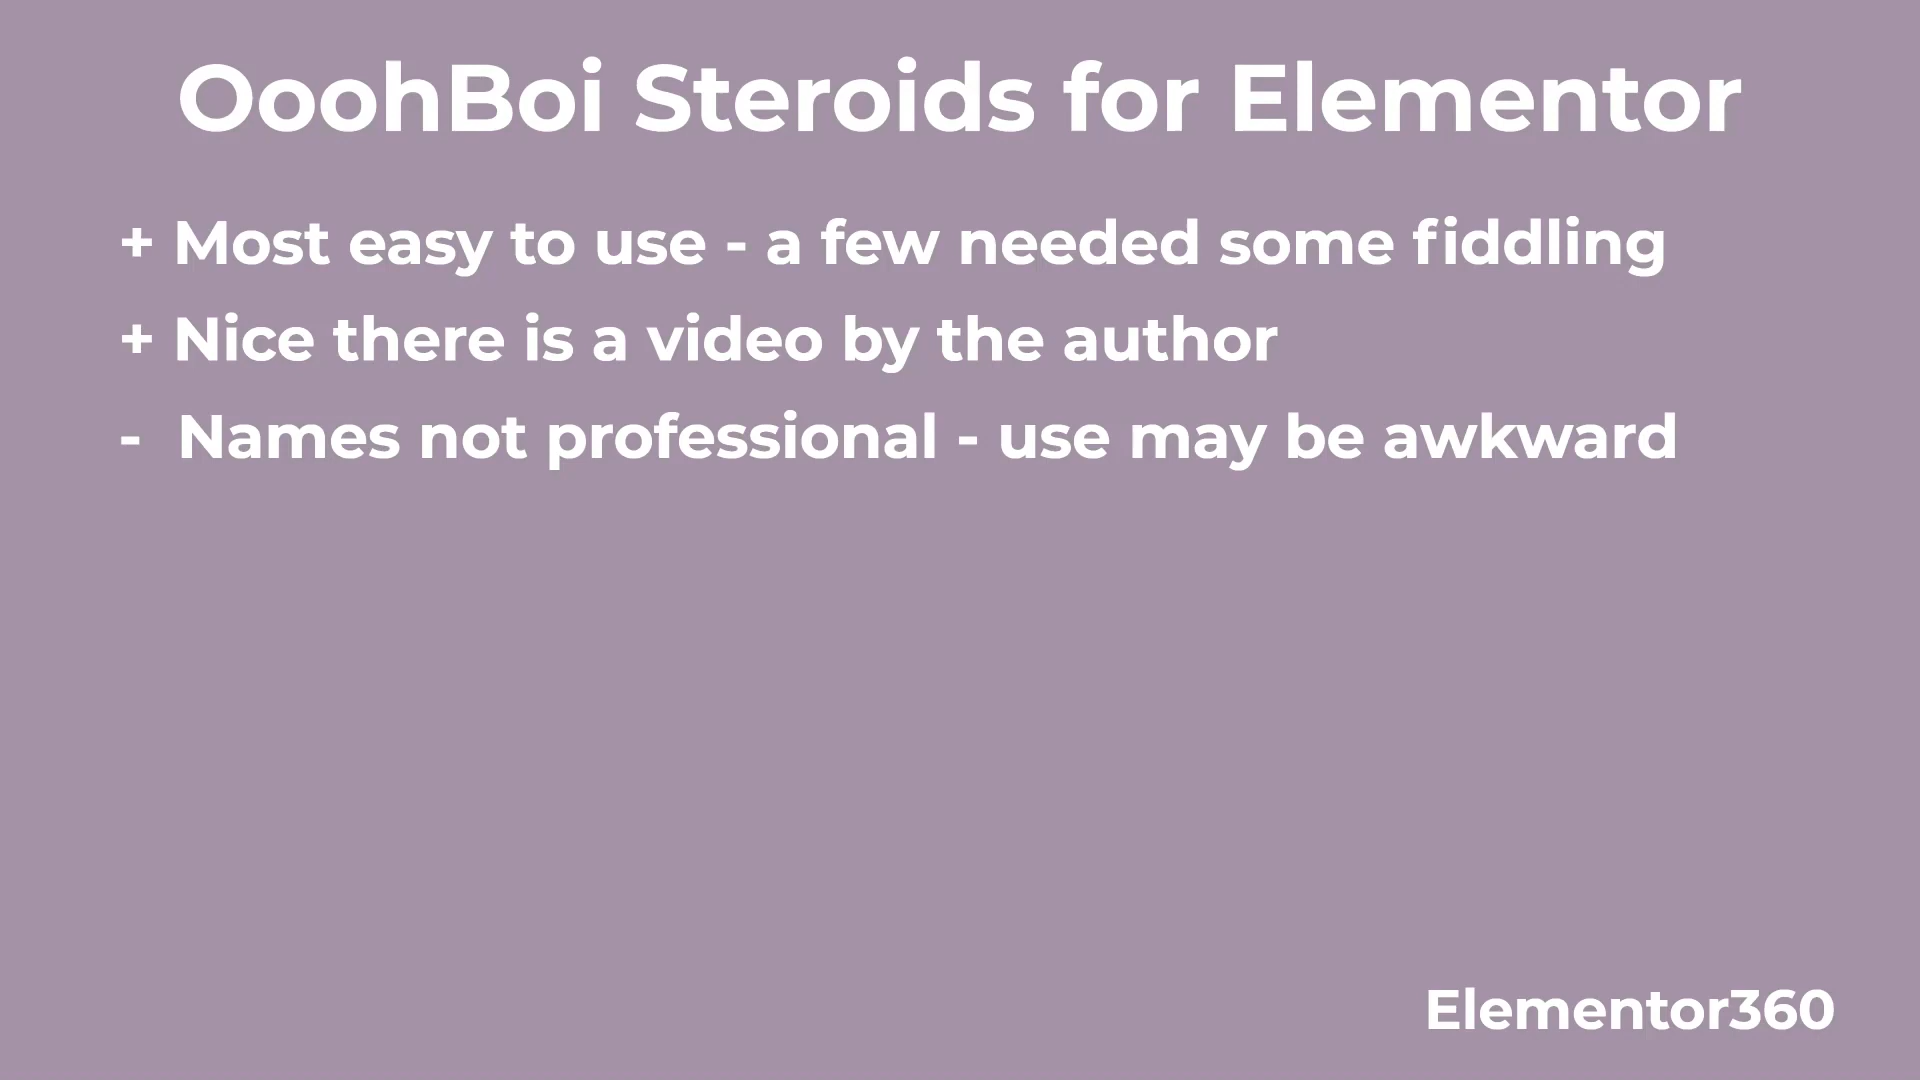 OoohBoi Steroids for Elementor
+ Most easy to use - a few needed some fiddling
+ Nice there is a video by the author
- Names not professional - use may be awkward
Elementor360